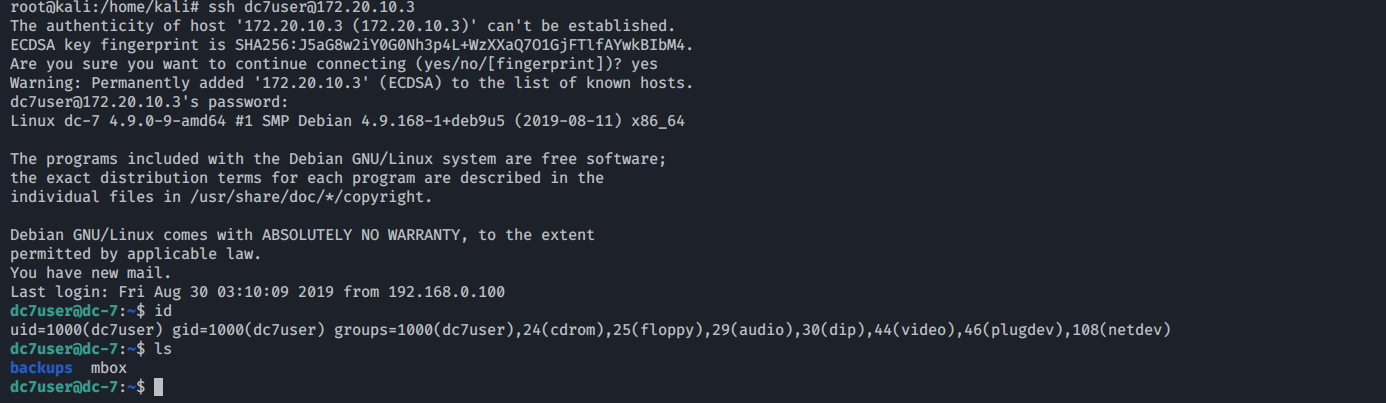 root@kali:/home/kali# ssh dc7user@172.20.10.3
The authenticity of host '172.20.10.3 (172.20.10.3)' can't be established.
ECDSA key fingerprint is SHA256:J5aG8w2iY0G0Nh3p4L+WzXXaQ7O1GjFTlfAYwkBIbM4.
Are you sure you want to continue connecting (yes/no/[fingerprint])? yes
Warning: Permanently added '172.20.10.3' (ECDSA) to the list of known hosts.
dc7user@172.20.10.3's password:
Linux dc-7 4.9.0-9-amd64 #1 SMP Debian 4.9.168-1+deb9u5 (2019-08-11) x86_64
The programs included with the Debian GNU/Linux system are free software;
the exact distribution terms for each program are described in the
individual files in /usr/share/doc/*/copyright.
Debian GNU/Linux comes with ABSOLUTELY NO WARRANTY, to the extent
permitted by applicable law.
You have new mail.
Last login: Fri Aug 30 03:10:09 2019 from 192.168.0.100
dc7user@dc-7:~$ id
uid=1000(dc7user) gid=1000(dc7user) groups=1000(dc7user),24(cdrom),25(floppy),29(audio),30(dip),44(video),46(plugdev),108(netdev)
dc7user@dc-7:~$ ls
backups mbox
dc7user@dc-7:~$